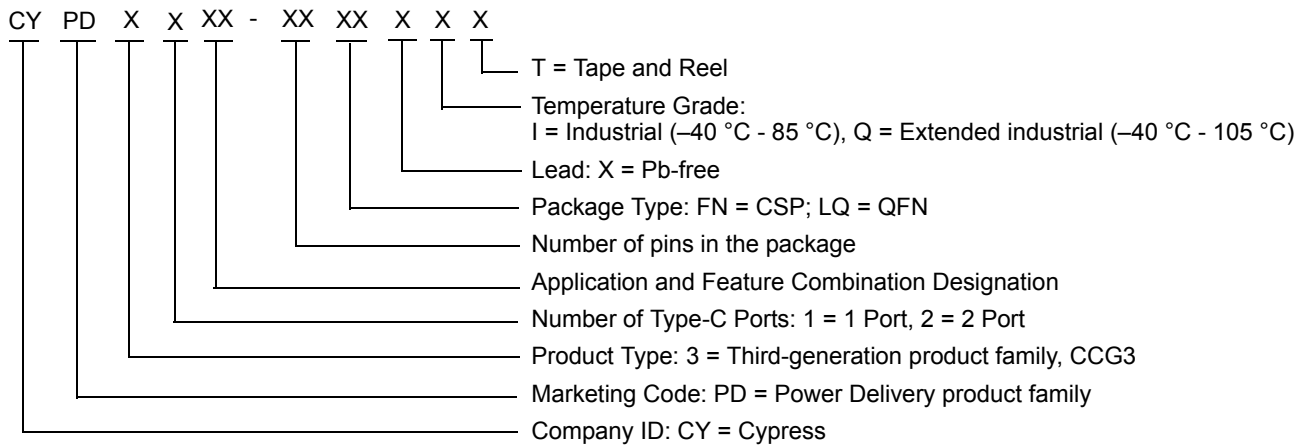 CY PD X X XX - XX XX X X X
T = Tape and Reel
Temperature Grade:
I = Industrial (–40 °C - 85 °C), Q = Extended industrial (–40 °C - 105 °C)
Lead: X = Pb-free
Package Type: FN = CSP; LQ = QFN
Number of pins in the package
Application and Feature Combination Designation
Number of Type-C Ports: 1 = 1 Port, 2 = 2 Port
Product Type: 3 = Third-generation product family, CCG3
Marketing Code: PD = Power Delivery product family
Company ID: CY = Cypress